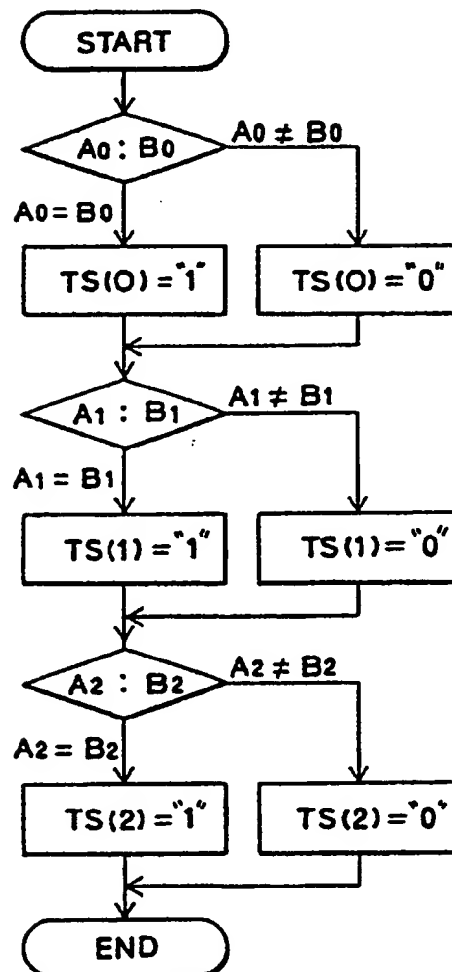 START
A0 : B0
A0 ≠ B0
A0 = B0
TS(0) = "1"
TS(0) = "0"
A1 : B1
A1 ≠ B1
A1 = B1
TS(1) = "1"
TS(1) = "0"
A2 : B2
A2 ≠ B2
A2 = B2
TS(2) = "1"
TS(2) = "0"
END